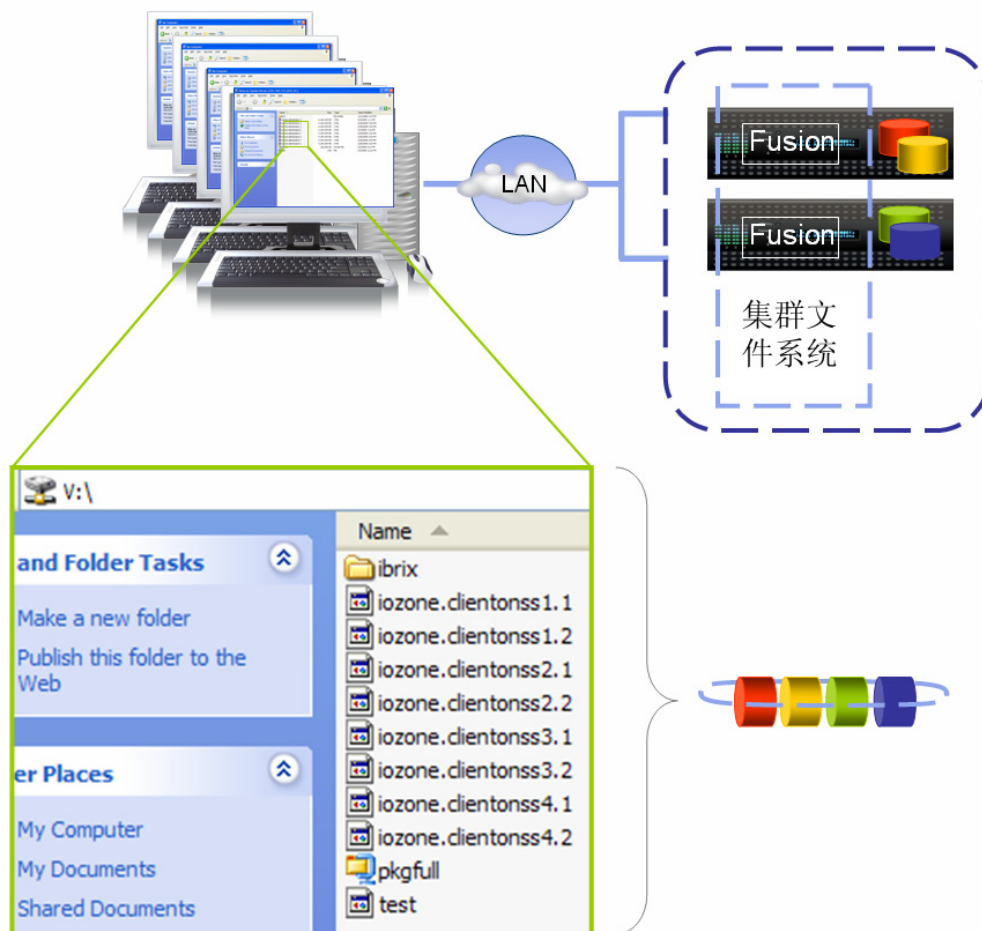 LAN
Fusion
Fusion
集群文
件系统
V:\
Name
and Folder Tasks
Make a new folder
Publish this folder to the
Web
er Places
My Computer
My Documents
Shared Documents
ibrix
iozone.clientonss1.1
iozone.clientonss1.2
iozone.clientonss2.1
iozone.clientonss2.2
iozone.clientonss3.1
iozone.clientonss3.2
iozone.clientonss4.1
iozone.clientonss4.2
pkgfull
test